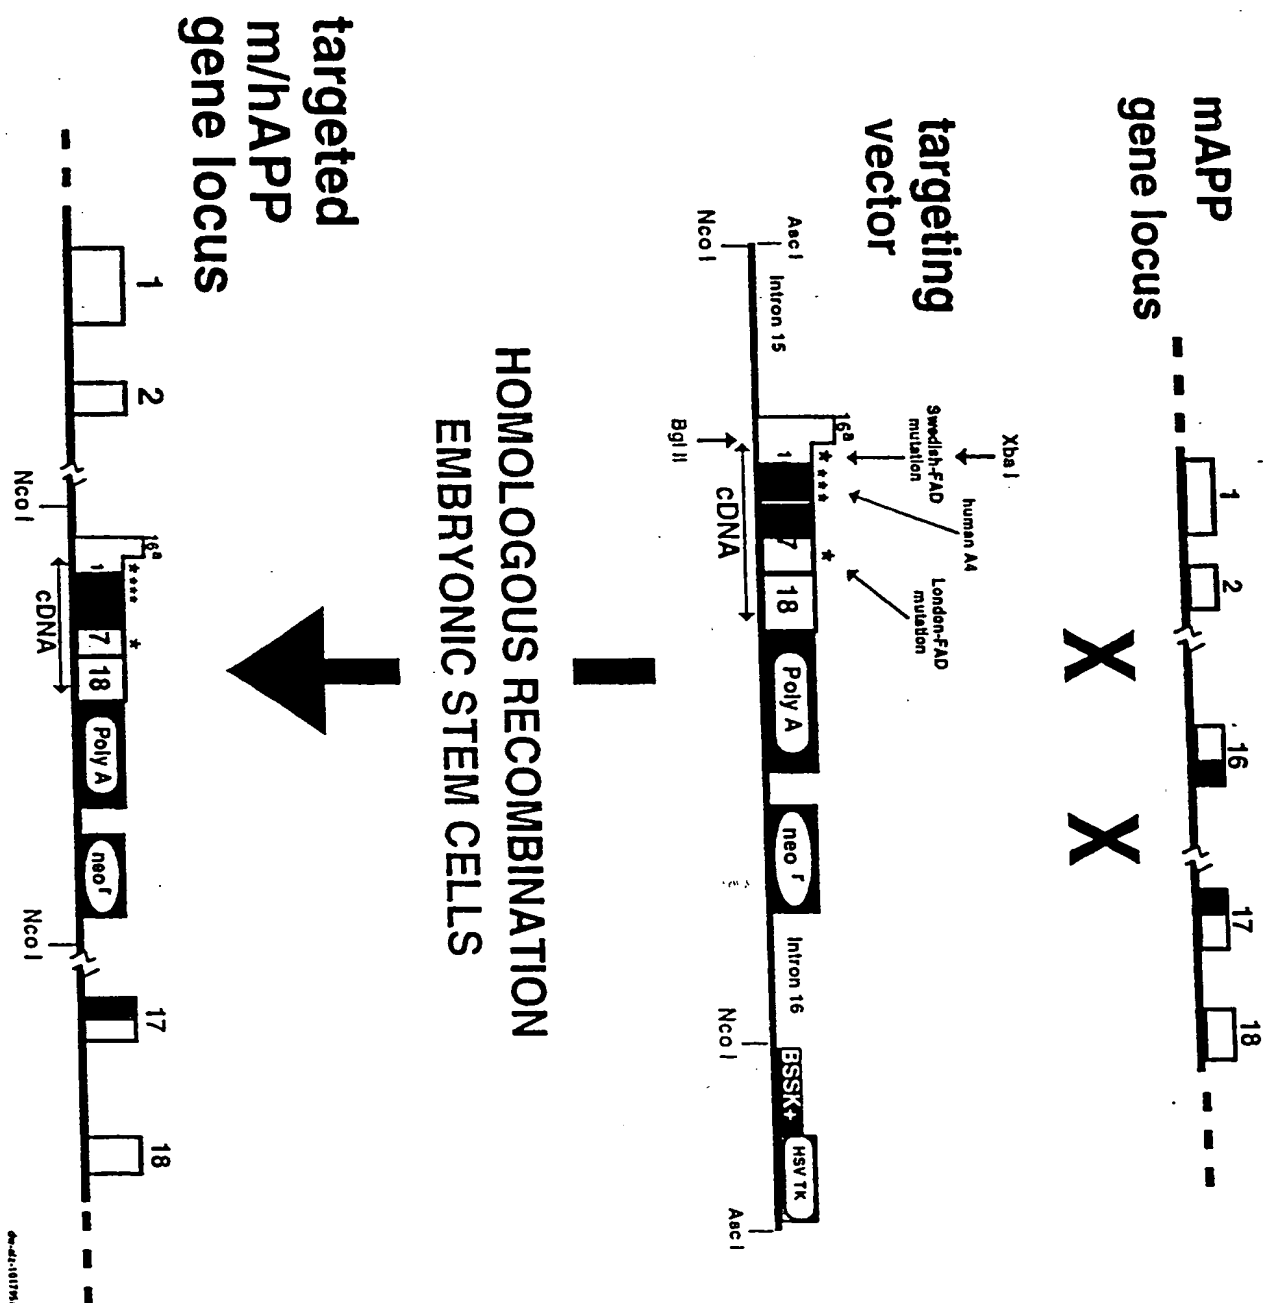 mAPP
gene locus
1
2
16
17
18
X
X
targeting
vector
Xba I
Swedish-FAD
mutation
human A4
London-FAD
mutation
Asc I
Nco I
Intron 15
16a
* ***
*
1
7
18
Poly A
neo r
Intron 16
Nco I
BSSK+
HSV TK
Asc I
Bgl II
cDNA
HOMOLOGOUS RECOMBINATION
EMBRYONIC STEM CELLS
targeted
m/hAPP
gene locus
1
2
Nco I
16a
****
*
1
7
18
Poly A
neo r
Nco I
17
18
cDNA